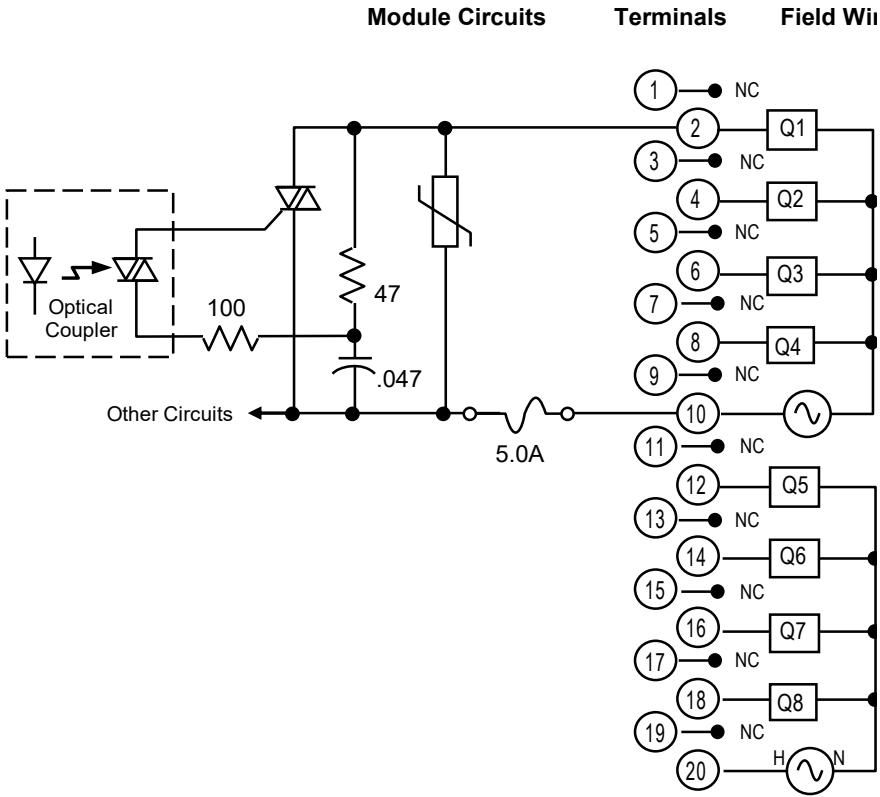 Module Circuits Terminals Field Wir
1 NC
2 Q1
3 NC
4 Q2
5 NC
6 Q3
7 NC
8 Q4
9 NC
10
11 NC
12 Q5
13 NC
14 Q6
15 NC
16 Q7
17 NC
18 Q8
19 NC
20 H N
Optical
Coupler
100
47
.047
Other Circuits
5.0A